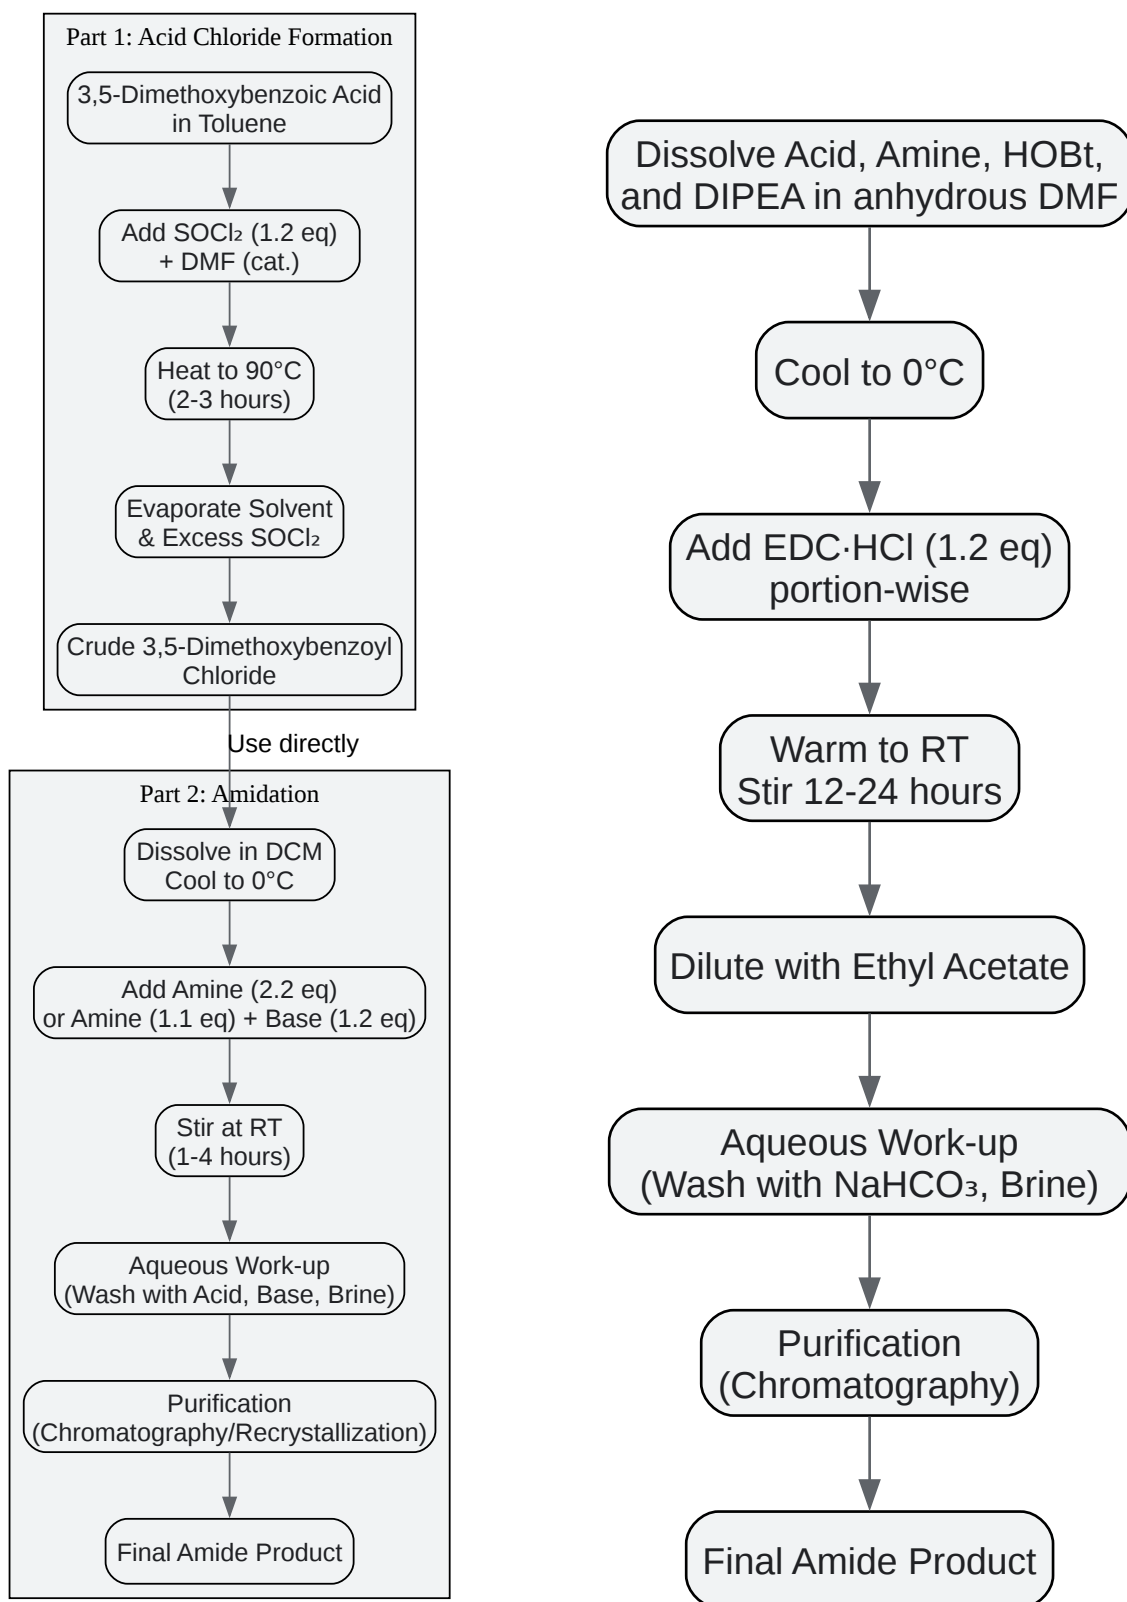 Part 1: Acid Chloride Formation
3,5-Dimethoxybenzoic Acid
in Toluene
Add SOCl₂ (1.2 eq)
+ DMF (cat.)
Heat to 90°C
(2-3 hours)
Evaporate Solvent
& Excess SOCl₂
Crude 3,5-Dimethoxybenzoyl
Chloride
Use directly
Part 2: Amidation
Dissolve in DCM
Cool to 0°C
Add Amine (2.2 eq)
or Amine (1.1 eq) + Base (1.2 eq)
Stir at RT
(1-4 hours)
Aqueous Work-up
(Wash with Acid, Base, Brine)
Purification
(Chromatography/Recrystallization)
Final Amide Product
Dissolve Acid, Amine, HOBt,
and DIPEA in anhydrous DMF
Cool to 0°C
Add EDC·HCl (1.2 eq)
portion-wise
Warm to RT
Stir 12-24 hours
Dilute with Ethyl Acetate
Aqueous Work-up
(Wash with NaHCO₃, Brine)
Purification
(Chromatography)
Final Amide Product